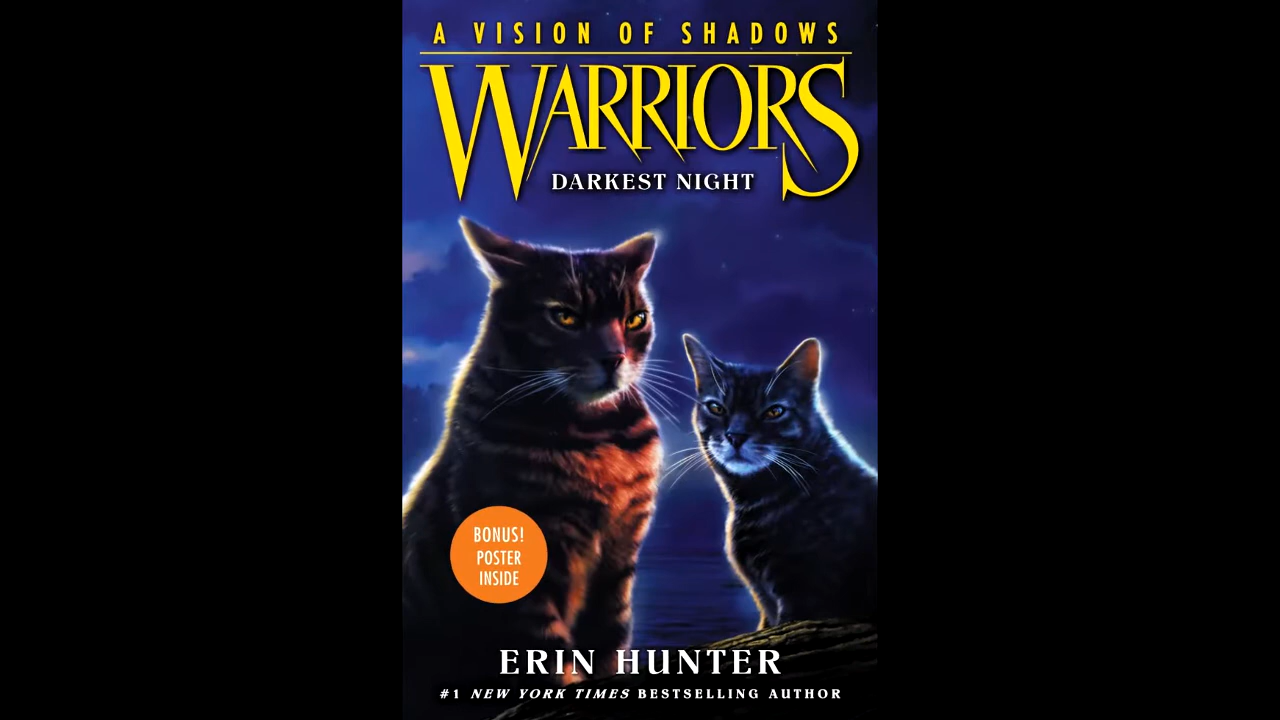 A VISION OF SHADOWS
WARRIORS
DARKEST NIGHT
BONUS!
POSTER
INSIDE
ERIN HUNTER
#1 NEW YORK TIMES BESTSELLING AUTHOR